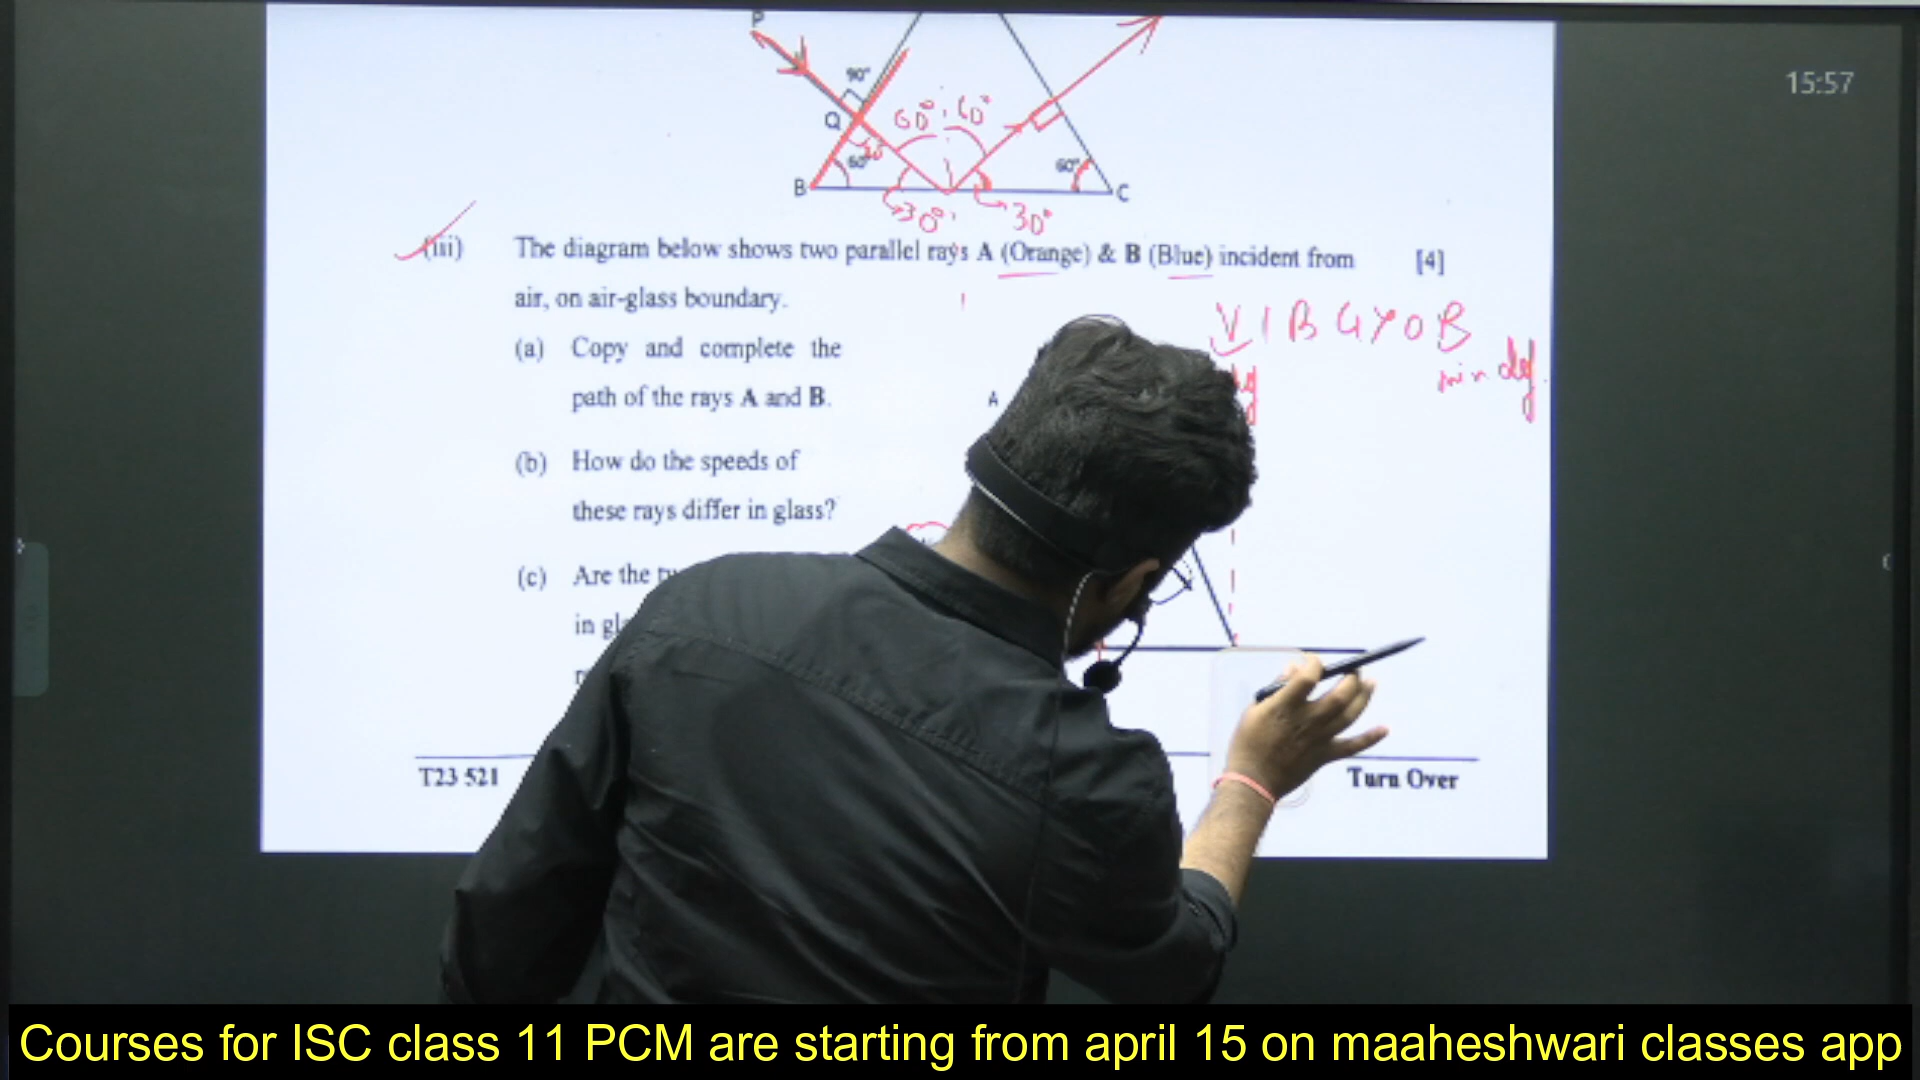 P
15:57
90°
Q
60° 60°
30
60°
60°
B
C
30°
30°
(iii) The diagram below shows two parallel rays A (Orange) & B (Blue) incident from [4]
air, on air-glass boundary.
V I B G Y O B
min
(a) Copy and complete the
path of the rays A and B.
A
(b) How do the speeds of
these rays differ in glass?
(c) Are the
in
T23 521
Turn Over
Courses for ISC class 11 PCM are starting from april 15 on maaheshwari classes app